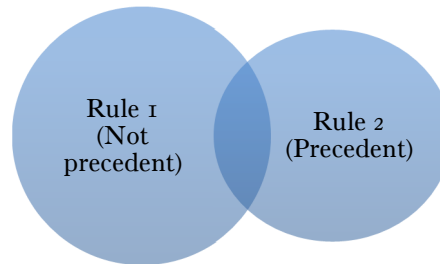 Rule 1
(Not
precedent)
Rule 2
(Precedent)